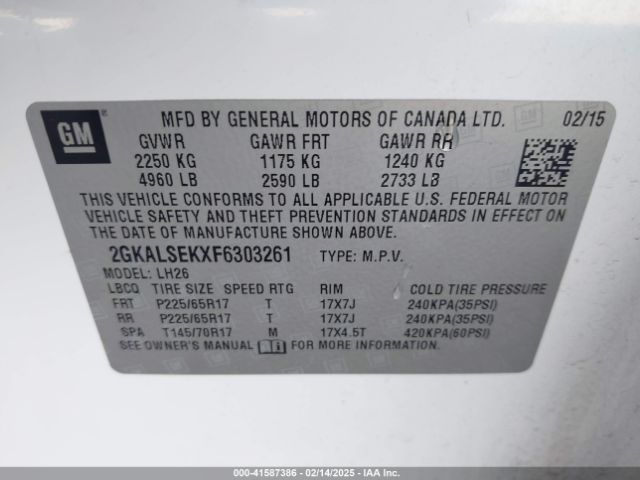 GM
MFD BY GENERAL MOTORS OF CANADA LTD. 02/15
GVWR GAWR FRT GAWR RR
2250 KG 1175 KG 1240 KG
4960 LB 2590 LB 2733 LB
THIS VEHICLE CONFORMS TO ALL APPLICABLE U.S. FEDERAL MOTOR
VEHICLE SAFETY AND THEFT PREVENTION STANDARDS IN EFFECT ON
THE DATE OF MANUFACTURE SHOWN ABOVE.
2GKALSEKXF6303261 TYPE: M.P.V.
MODEL: LH26
LBCQ TIRE SIZE SPEED RTG RIM COLD TIRE PRESSURE
FRT P225/65R17 T 17X7J 240KPA(35PSI)
RR P225/65R17 T 17X7J 240KPA(35PSI)
SPA T145/70R17 M 17X4.5T 420KPA(60PSI)
SEE OWNER'S MANUAL FOR MORE INFORMATION.
00-41587386 - 02/14/2025 - IAAI.com